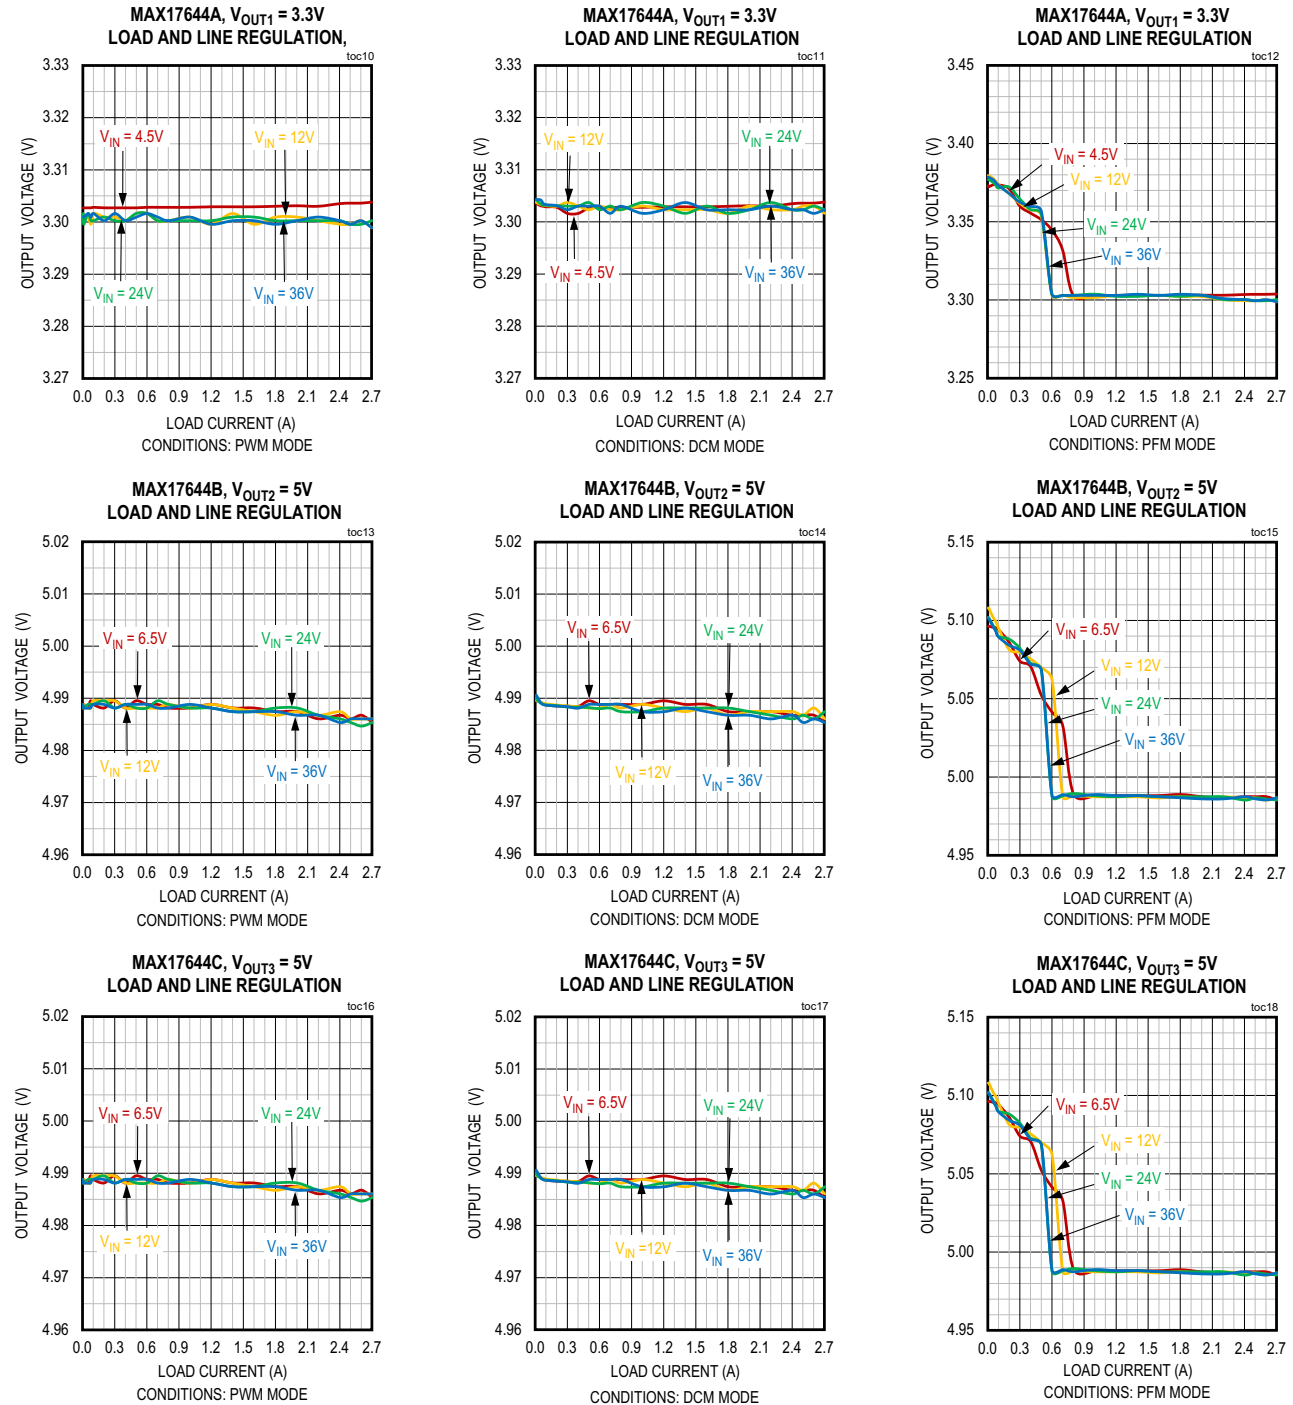 MAX17644A, VOUT1 = 3.3V
LOAD AND LINE REGULATION,
toc10
3.33
3.32
3.31
3.30
3.29
3.28
3.27
OUTPUT VOLTAGE (V)
VIN = 4.5V
VIN = 12V
VIN = 24V
VIN = 36V
0.0 0.3 0.6 0.9 1.2 1.5 1.8 2.1 2.4 2.7
LOAD CURRENT (A)
CONDITIONS: PWM MODE
MAX17644A, VOUT1 = 3.3V
LOAD AND LINE REGULATION
toc11
3.33
3.32
3.31
3.30
3.29
3.28
3.27
OUTPUT VOLTAGE (V)
VIN = 12V
VIN = 24V
VIN = 4.5V
VIN = 36V
0.0 0.3 0.6 0.9 1.2 1.5 1.8 2.1 2.4 2.7
LOAD CURRENT (A)
CONDITIONS: DCM MODE
MAX17644A, VOUT1 = 3.3V
LOAD AND LINE REGULATION
toc12
3.45
3.40
3.35
3.30
3.25
OUTPUT VOLTAGE (V)
VIN = 4.5V
VIN = 12V
VIN = 24V
VIN = 36V
0.0 0.3 0.6 0.9 1.2 1.5 1.8 2.1 2.4 2.7
LOAD CURRENT (A)
CONDITIONS: PFM MODE
MAX17644B, VOUT2 = 5V
LOAD AND LINE REGULATION
toc13
5.02
5.01
5.00
4.99
4.98
4.97
4.96
OUTPUT VOLTAGE (V)
VIN = 6.5V
VIN = 24V
VIN = 12V
VIN = 36V
0.0 0.3 0.6 0.9 1.2 1.5 1.8 2.1 2.4 2.7
LOAD CURRENT (A)
CONDITIONS: PWM MODE
MAX17644B, VOUT2 = 5V
LOAD AND LINE REGULATION
toc14
5.02
5.01
5.00
4.99
4.98
4.97
4.96
OUTPUT VOLTAGE (V)
VIN = 6.5V
VIN = 24V
VIN =12V
VIN = 36V
0.0 0.3 0.6 0.9 1.2 1.5 1.8 2.1 2.4 2.7
LOAD CURRENT (A)
CONDITIONS: DCM MODE
MAX17644B, VOUT2 = 5V
LOAD AND LINE REGULATION
toc15
5.15
5.10
5.05
5.00
4.95
OUTPUT VOLTAGE (V)
VIN = 6.5V
VIN = 12V
VIN = 24V
VIN = 36V
0.0 0.3 0.6 0.9 1.2 1.5 1.8 2.1 2.4 2.7
LOAD CURRENT (A)
CONDITIONS: PFM MODE
MAX17644C, VOUT3 = 5V
LOAD AND LINE REGULATION
toc16
5.02
5.01
5.00
4.99
4.98
4.97
4.96
OUTPUT VOLTAGE (V)
VIN = 6.5V
VIN = 24V
VIN = 12V
VIN = 36V
0.0 0.3 0.6 0.9 1.2 1.5 1.8 2.1 2.4 2.7
LOAD CURRENT (A)
CONDITIONS: PWM MODE
MAX17644C, VOUT3 = 5V
LOAD AND LINE REGULATION
toc17
5.02
5.01
5.00
4.99
4.98
4.97
4.96
OUTPUT VOLTAGE (V)
VIN = 6.5V
VIN = 24V
VIN =12V
VIN = 36V
0.0 0.3 0.6 0.9 1.2 1.5 1.8 2.1 2.4 2.7
LOAD CURRENT (A)
CONDITIONS: DCM MODE
MAX17644C, VOUT3 = 5V
LOAD AND LINE REGULATION
toc18
5.15
5.10
5.05
5.00
4.95
OUTPUT VOLTAGE (V)
VIN = 6.5V
VIN = 12V
VIN = 24V
VIN = 36V
0.0 0.3 0.6 0.9 1.2 1.5 1.8 2.1 2.4 2.7
LOAD CURRENT (A)
CONDITIONS: PFM MODE